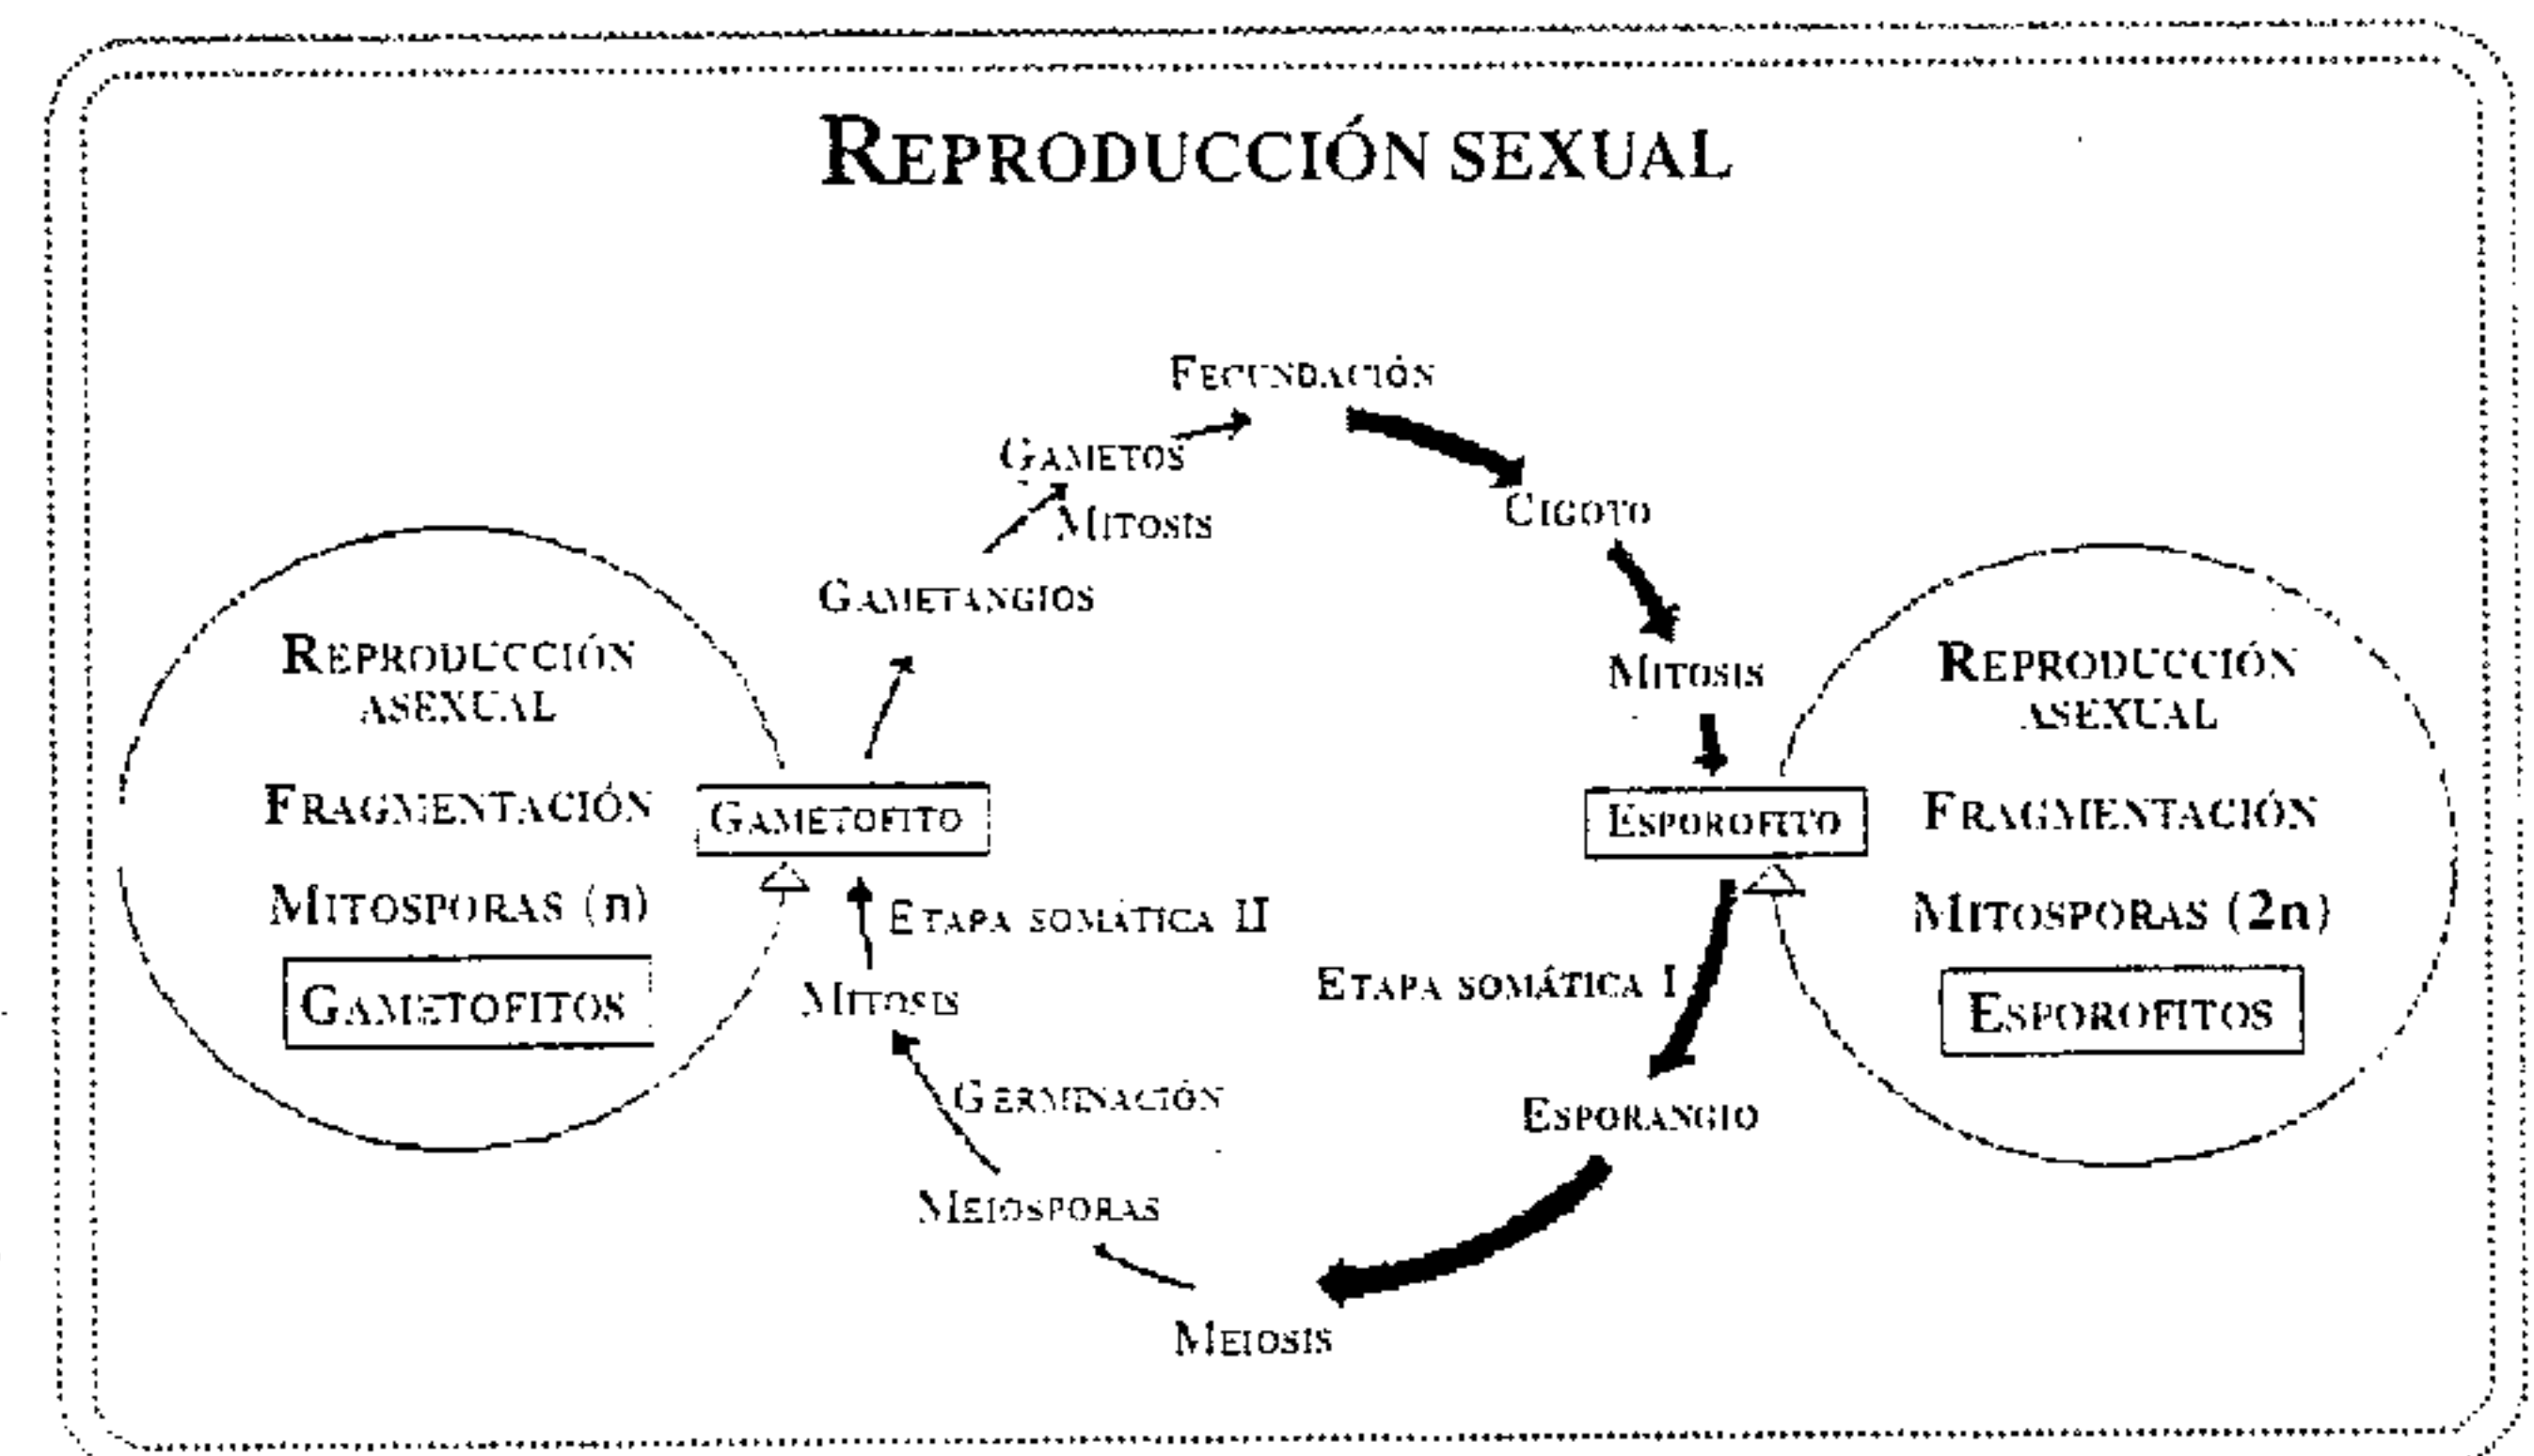 REPRODUCCIÓN SEXUAL
FECUNDACIÓN
GAMETOS
MITOSIS
CIGOTO
GAMETANGIOS
MITOSIS
REPRODUCCIÓN
ASEXUAL
FRAGMENTACIÓN
MITOSPORAS (n)
GAMETOFITOS
GAMETOFITO
ESPOROFITO
REPRODUCCIÓN
ASEXUAL
FRAGMENTACIÓN
MITOSPORAS (2n)
ESPOROFITOS
ETAPA SOMÁTICA II
ETAPA SOMÁTICA I
MITOSIS
GERMINACIÓN
ESPORANGIO
MEIOSPORAS
MEIOSIS